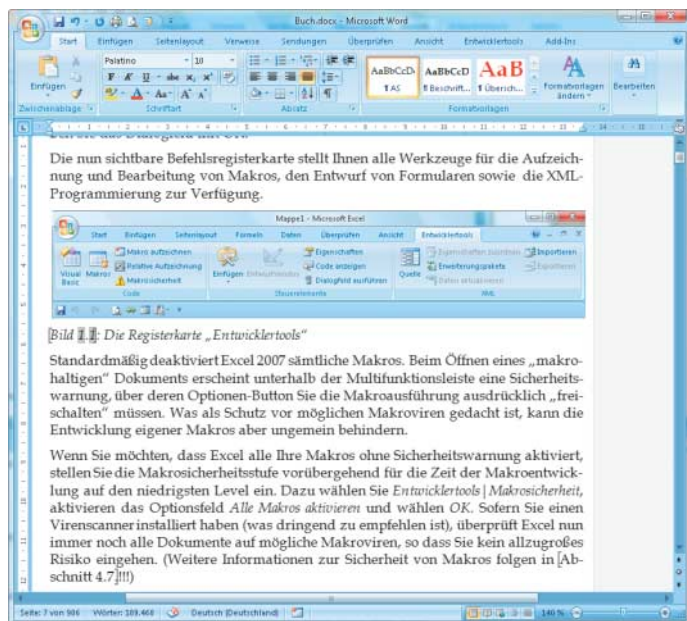 Buch.docx - Microsoft Word
Start Einfügen Seitenlayout Verweise Sendungen Überprüfen Ansicht Entwicklertools Add-Ins
Einfügen
Zwischenablage
Palatino 10
F K U abe x, x'
Aa A A
Schriftart
Absatz
AaBbCcD AaBbCcD AaB
¶ AS ¶ Beschrift... ¶ Übersch...
Formatvorlagen ändern
Formatvorlagen
Bearbeiten
Die nun sichtbare Befehlsregisterkarte stellt Ihnen alle Werkzeuge für die Aufzeich-
nung und Bearbeitung von Makros, den Entwurf von Formularen sowie die XML-
Programmierung zur Verfügung.
Mappe1 - Microsoft Excel
Start Einfügen Seitenlayout Formeln Daten Überprüfen Ansicht Entwicklertools
Visual Basic Makros
Makro aufzeichnen
Relative Aufzeichnung
Makrosicherheit
Code
Einfügen Entwurfsmodus
Eigenschaften
Code anzeigen
Dialogfeld ausführen
Steuerelemente
Quelle
Eigenschaften zuordnen
Erweiterungspakete
Daten aktualisieren
Importieren
Exportieren
XML
Bild 1.1: Die Registerkarte „Entwicklertools“
Standardmäßig deaktiviert Excel 2007 sämtliche Makros. Beim Öffnen eines „makro-
haltigen“ Dokuments erscheint unterhalb der Multifunktionsleiste eine Sicherheits-
warnung, über deren Optionen-Button Sie die Makroausführung ausdrücklich „frei-
schalten“ müssen. Was als Schutz vor möglichen Makroviren gedacht ist, kann die
Entwicklung eigener Makros aber ungemein behindern.
Wenn Sie möchten, dass Excel alle Ihre Makros ohne Sicherheitswarnung aktiviert,
stellen Sie die Makrosicherheitsstufe vorübergehend für die Zeit der Makroentwick-
lung auf den niedrigsten Level ein. Dazu wählen Sie Entwicklertools|Makrosicherheit,
aktivieren das Optionsfeld Alle Makros aktivieren und wählen OK. Sofern Sie einen
Virenscanner installiert haben (was dringend zu empfehlen ist), überprüft Excel nun
immer noch alle Dokumente auf mögliche Makroviren, so dass Sie kein allzugroßes
Risiko eingehen. (Weitere Informationen zur Sicherheit von Makros folgen in [Ab-
schnitt 4.7]!!!)
Seite: 7 von 906 Wörter: 189.468 Deutsch (Deutschland) 140 %